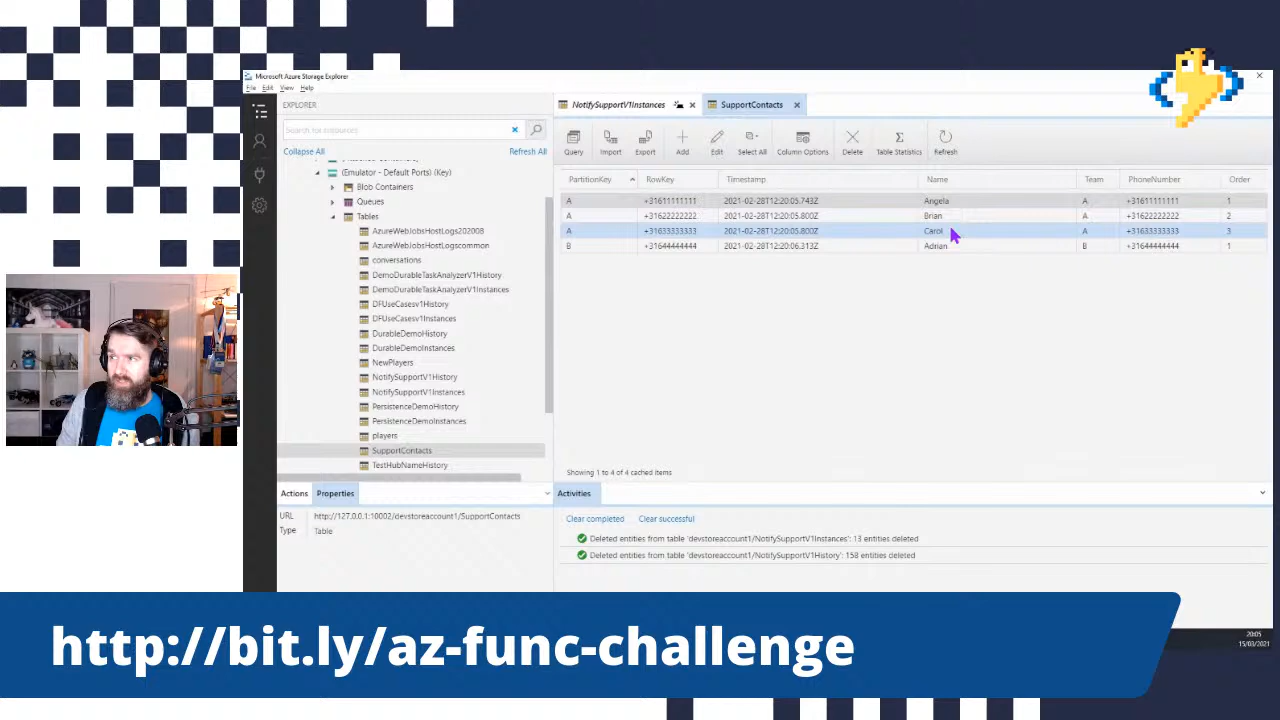 Microsoft Azure Storage Explorer
File Edit View Help
EXPLORER
Search for resources
Collapse All Refresh All
(Emulator - Default Ports) (Key)
Blob Containers
Queues
Tables
AzureWebJobsHostLogs202008
AzureWebJobsHostLogscommon
conversations
DemoDurableTaskAnalyzerV1History
DemoDurableTaskAnalyzerV1Instances
DFUseCasesv1History
DFUseCasesv1Instances
DurableDemoHistory
DurableDemoInstances
NewPlayers
NotifySupportV1History
NotifySupportV1Instances
PersistenceDemoHistory
PersistenceDemoInstances
players
SupportContacts
TestHubNameHistory
Actions Properties
URL http://127.0.0.1:10002/devstoreaccount1/SupportContacts
Type Table
NotifySupportV1Instances SupportContacts
Query Import Export Add Edit Select All Column Options Delete Table Statistics Refresh
PartitionKey RowKey Timestamp Name Team PhoneNumber Order
A +31611111111 2021-02-28T12:20:05.743Z Angela A +31611111111 1
A +31622222222 2021-02-28T12:20:05.800Z Brian A +31622222222 2
A +31633333333 2021-02-28T12:20:05.800Z Carol A +31633333333 3
B +31644444444 2021-02-28T12:20:06.313Z Adrian B +31644444444 1
Showing 1 to 4 of 4 cached items
Activities
Clear completed Clear successful
Deleted entities from table 'devstoreaccount1/NotifySupportV1Instances': 13 entities deleted
Deleted entities from table 'devstoreaccount1/NotifySupportV1History': 158 entities deleted
20:05
15/03/2021
http://bit.ly/az-func-challenge